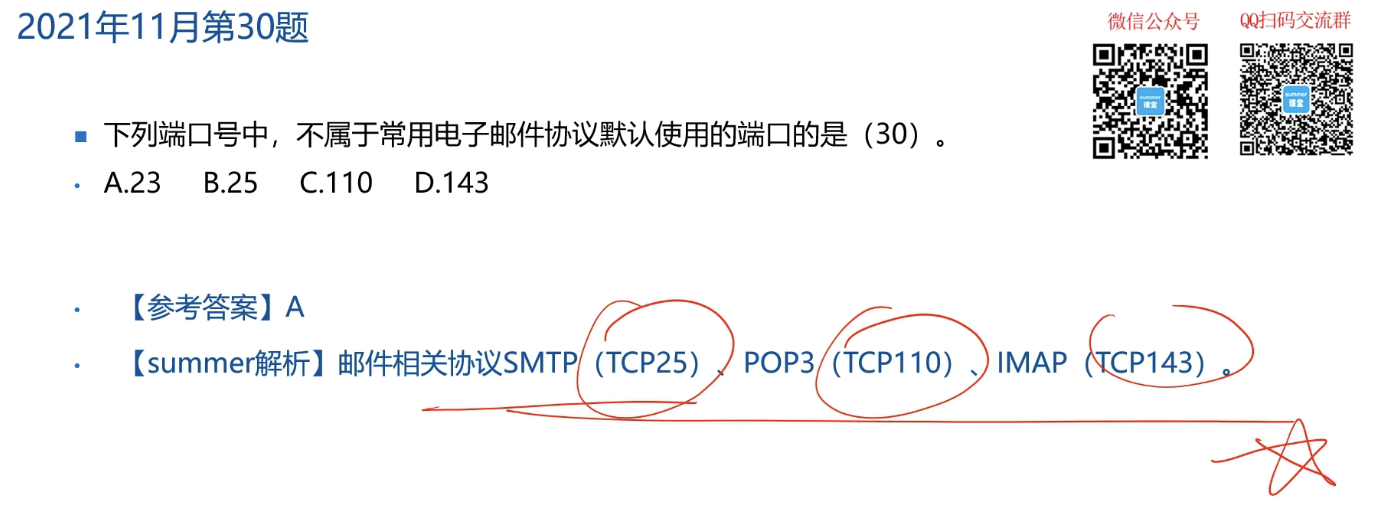 2021年11月第30题
微信公众号
QQ扫码交流群
summer
课堂
summer
课堂
■ 下列端口号中，不属于常用电子邮件协议默认使用的端口的是（30）。
• A.23 B.25 C.110 D.143
• 【参考答案】A
• 【summer解析】邮件相关协议SMTP（TCP25）、POP3（TCP110）、IMAP（TCP143）。